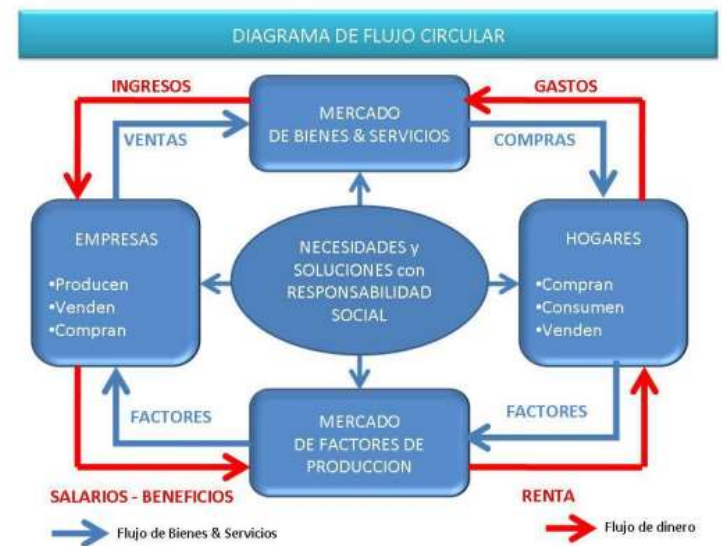 DIAGRAMA DE FLUJO CIRCULAR
INGRESOS
GASTOS
MERCADO
DE BIENES & SERVICIOS
VENTAS
COMPRAS
EMPRESAS
•Producen
•Venden
•Compran
NECESIDADES y
SOLUCIONES con
RESPONSABILIDAD
SOCIAL
HOGARES
•Compran
•Consumen
•Venden
FACTORES
MERCADO
DE FACTORES DE
PRODUCCION
FACTORES
SALARIOS - BENEFICIOS
RENTA
Flujo de Bienes & Servicios
Flujo de dinero